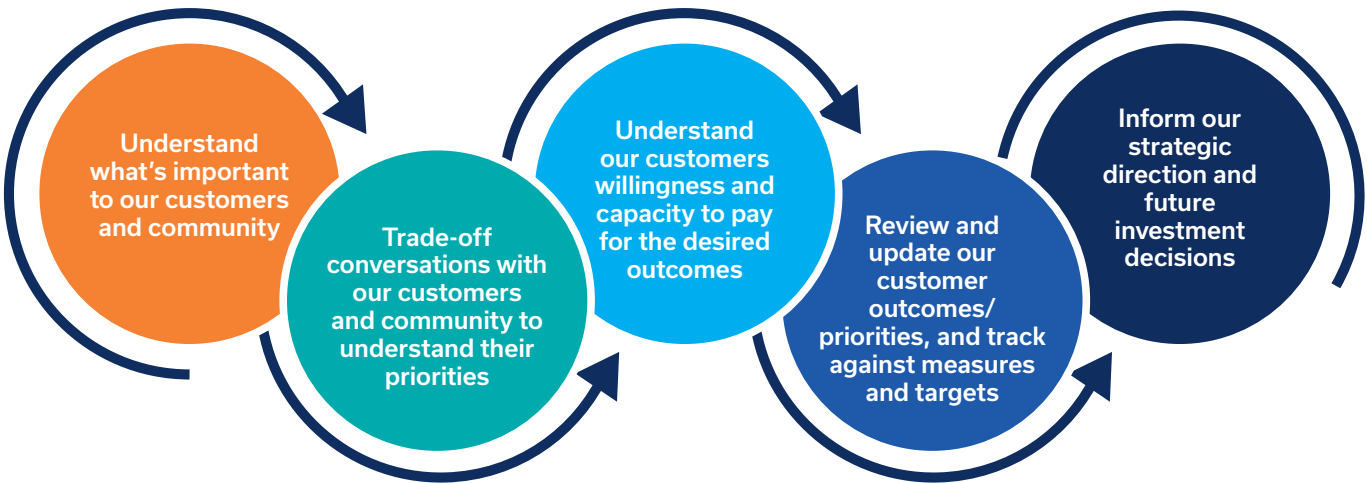 Understand
what's important
to our customers
and community
Trade-off
conversations with
our customers
and community to
understand their
priorities
Understand
our customers
willingness and
capacity to pay
for the desired
outcomes
Review and
update our
customer
outcomes/
priorities, and track
against measures
and targets
Inform our
strategic
direction and
future
investment
decisions